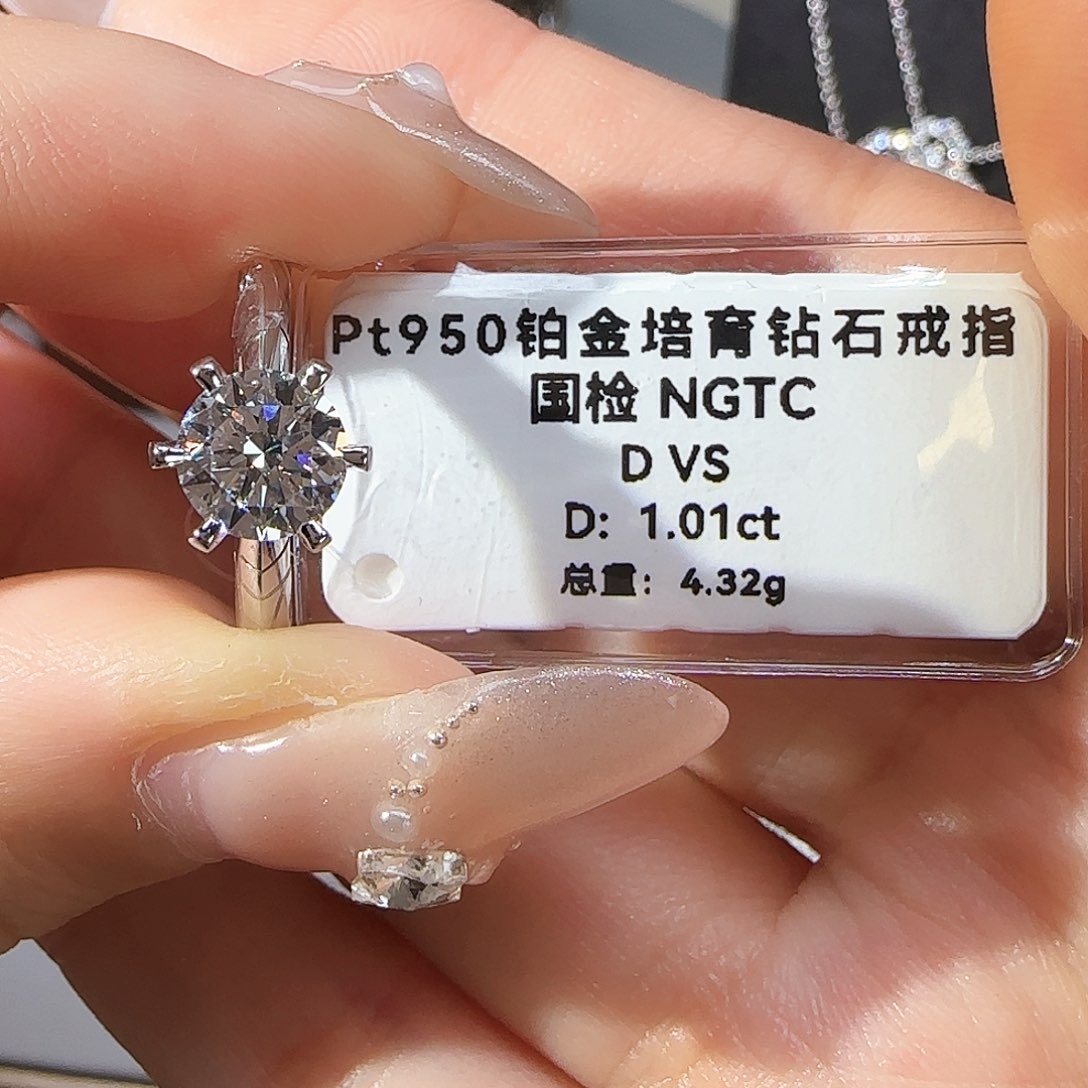 Pt950铂金培育钻石戒指
国检 NGTC
D VS
D: 1.01ct
总重: 4.32g